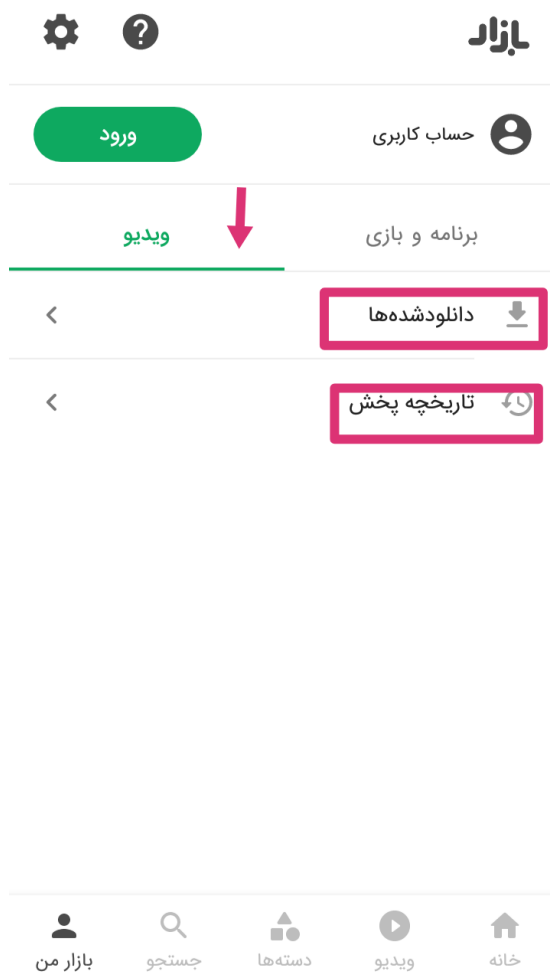 بازار
حساب کاربری
ورود
برنامه و بازی
ویدیو
دانلودشده‌ها
تاریخچه پخش
خانه
ویدیو
دسته‌ها
جستجو
بازار من